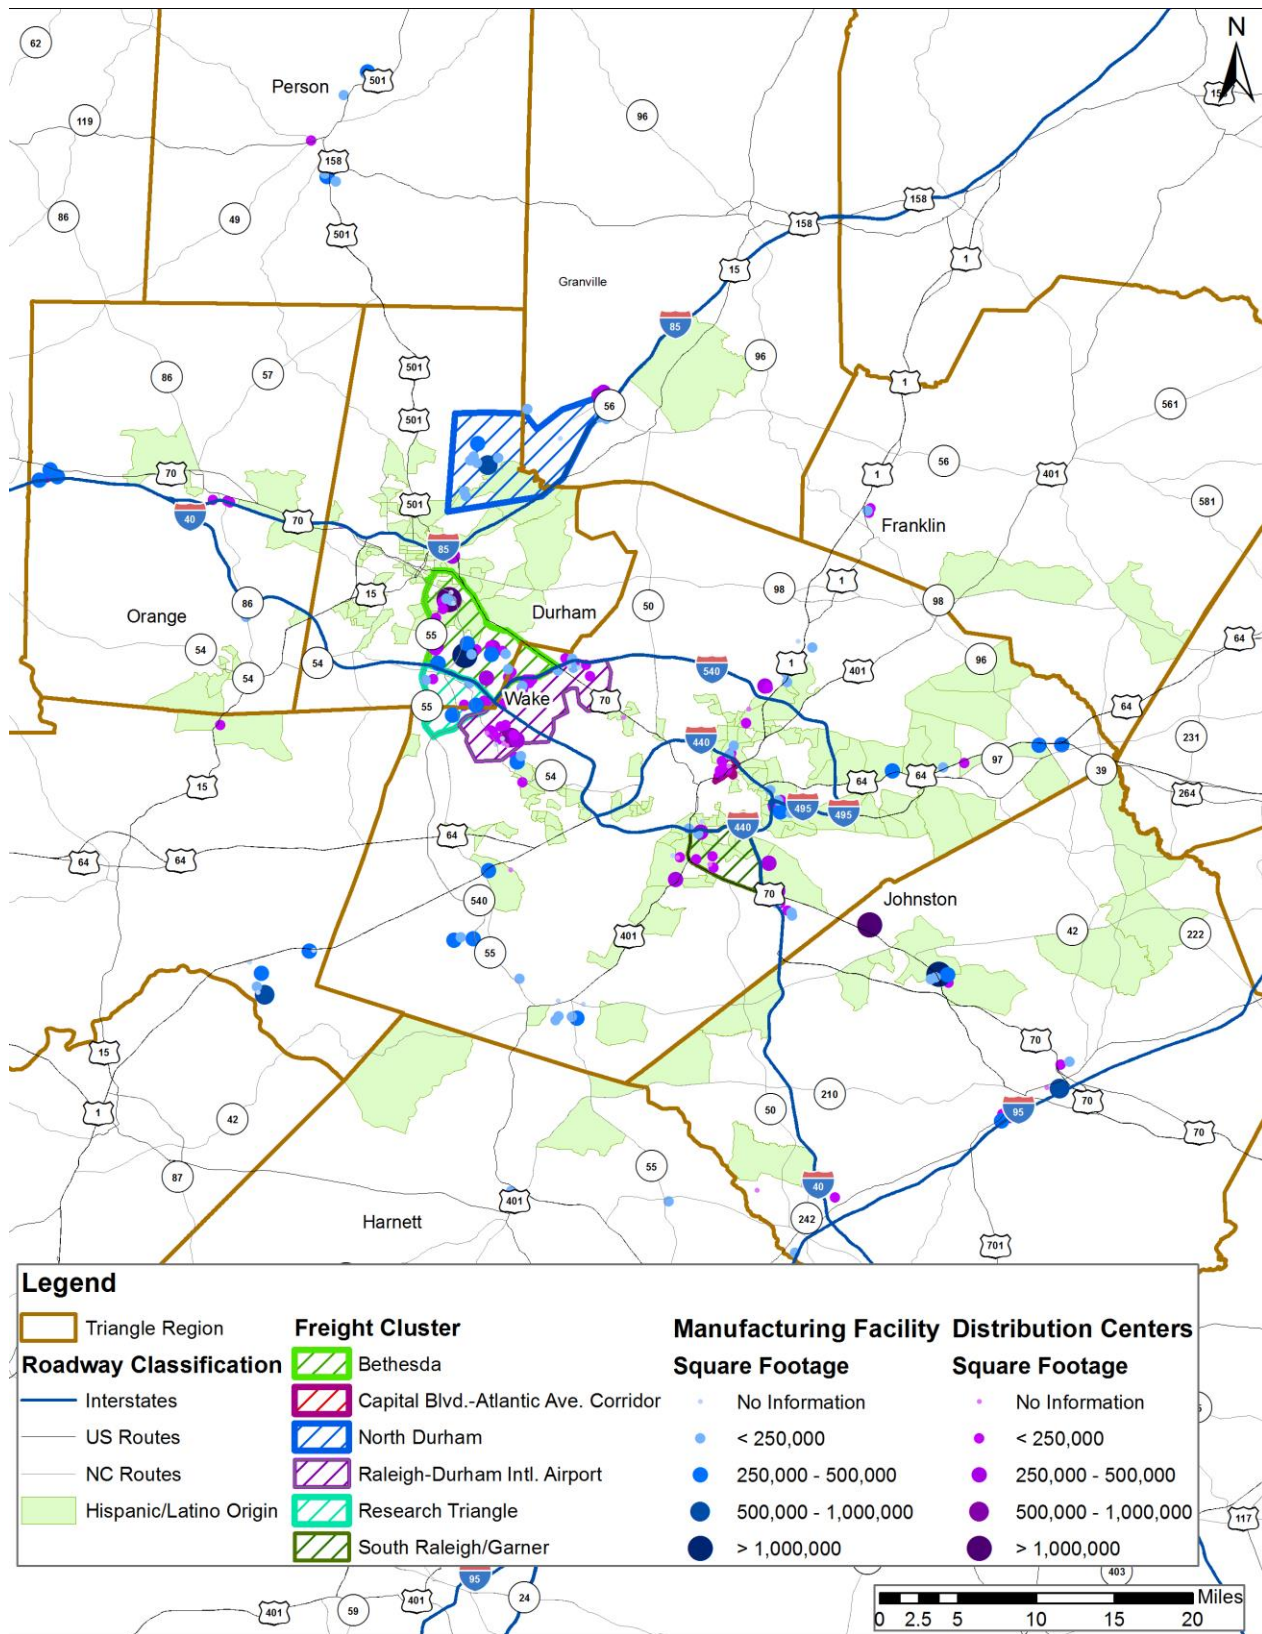 N
62
501
Person
15
119
96
158
86
49
158
158
501
15
1
Granville
85
96
86
57
501
1
561
56
501
56
70
1
401
581
501
40
70
Franklin
85
1
98
15
86
50
98
Orange
Durham
55
64
54
54
96
54
540
1
401
Wake
55
70
64
440
231
97
54
39
64
64
15
264
495
495
440
64
64
64
70
Johnston
540
42
222
401
55
70
15
50
210
95
70
1
42
70
55
87
40
401
242
Harnett
701
Legend
Triangle Region
Roadway Classification
Interstates
US Routes
NC Routes
Hispanic/Latino Origin
Freight Cluster
Bethesda
Capital Blvd.-Atlantic Ave. Corridor
North Durham
Raleigh-Durham Intl. Airport
Research Triangle
South Raleigh/Garner
Manufacturing Facility
Square Footage
No Information
< 250,000
250,000 - 500,000
500,000 - 1,000,000
> 1,000,000
Distribution Centers
Square Footage
No Information
< 250,000
250,000 - 500,000
500,000 - 1,000,000
> 1,000,000
117
95
403
401
59
401
24
Miles
0 2.5 5 10 15 20